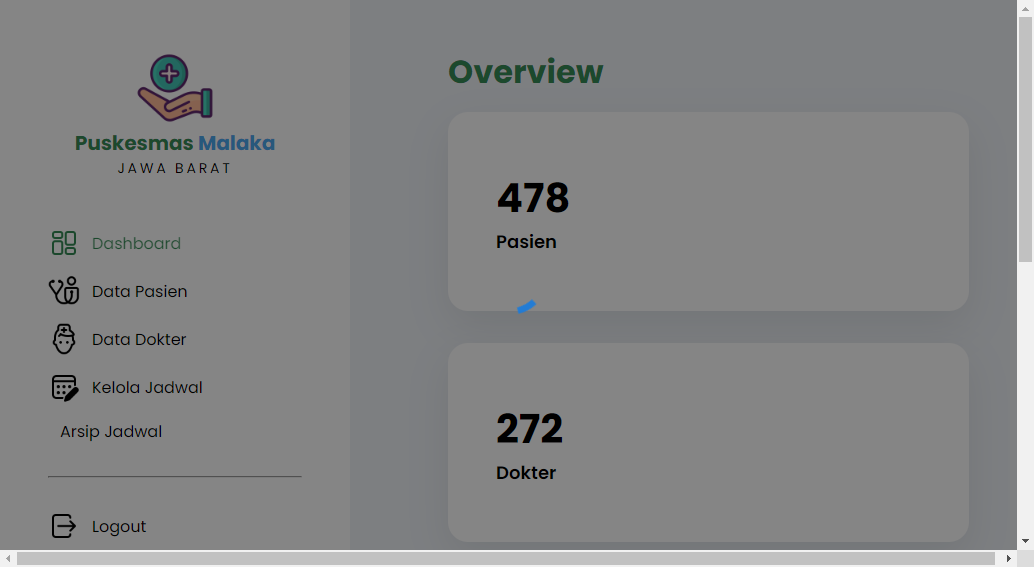 Puskesmas Malaka
JAWA BARAT
Dashboard
Data Pasien
Data Dokter
Kelola Jadwal
Arsip Jadwal
Logout
Overview
478
Pasien
272
Dokter